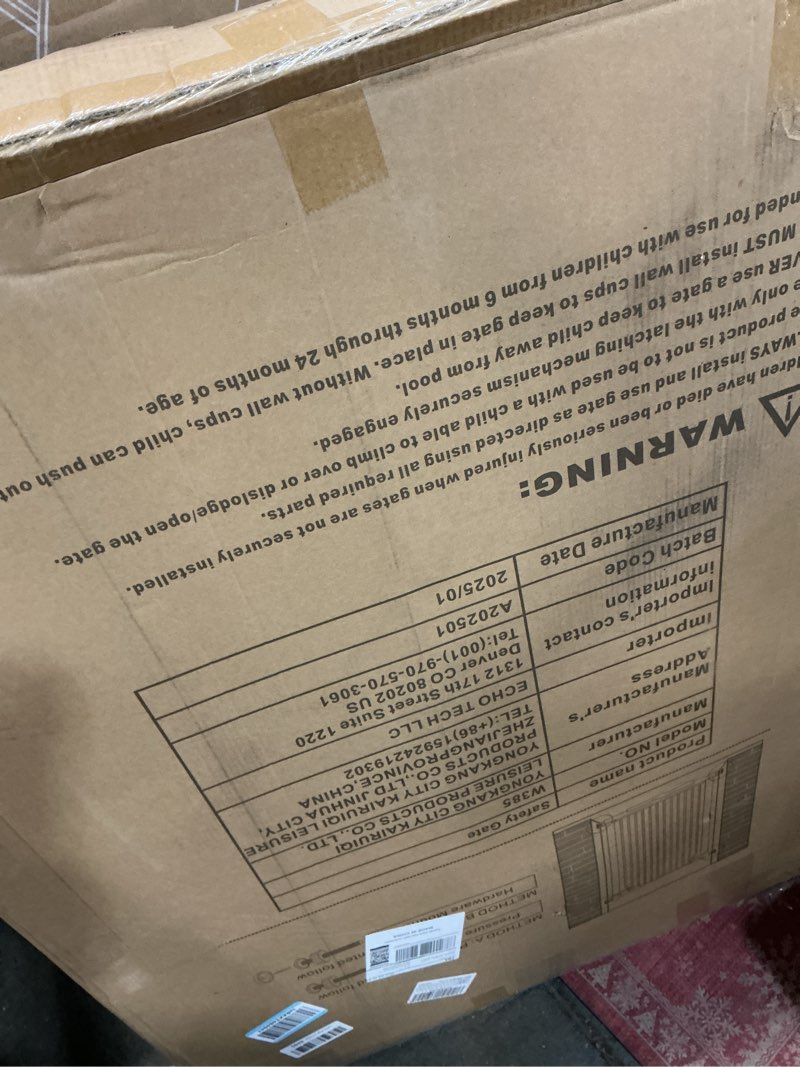 METHOD A
Pressure
METHOD B
Hardware Mou
Product name
Safety Gate
Model NO.
W385
Manufacturer
YONGKANG CITY KAIRUIQI
LEISURE PRODUCTS CO., LTD.
Manufacturer's
Address
YONGKANG CITY KAIRUIQI LEISURE
PRODUCTS CO., LTD JINHUA CITY,
ZHEJIANGPROVINCE,CHINA
TEL:(+86)15924219302
Importer
ECHO TECH LLC
Importer's contact
information
1312 17th Street Suite 1220
Denver CO 80202 US
Tel:(001)-970-570-3061
Batch Code
A202501
Manufacture Date
2025/01
WARNING:
have died or been seriously injured when gates are not securely installed.
install and use gate as directed using all required parts.
product is not to be used with a child able to climb over or dislodge/open the gate.
only with the latching mechanism securely engaged.
use a gate to keep child away from pool.
MUST install wall cups to keep gate in place. Without wall cups, child can push out
for use with children from 6 months through 24 months of age.